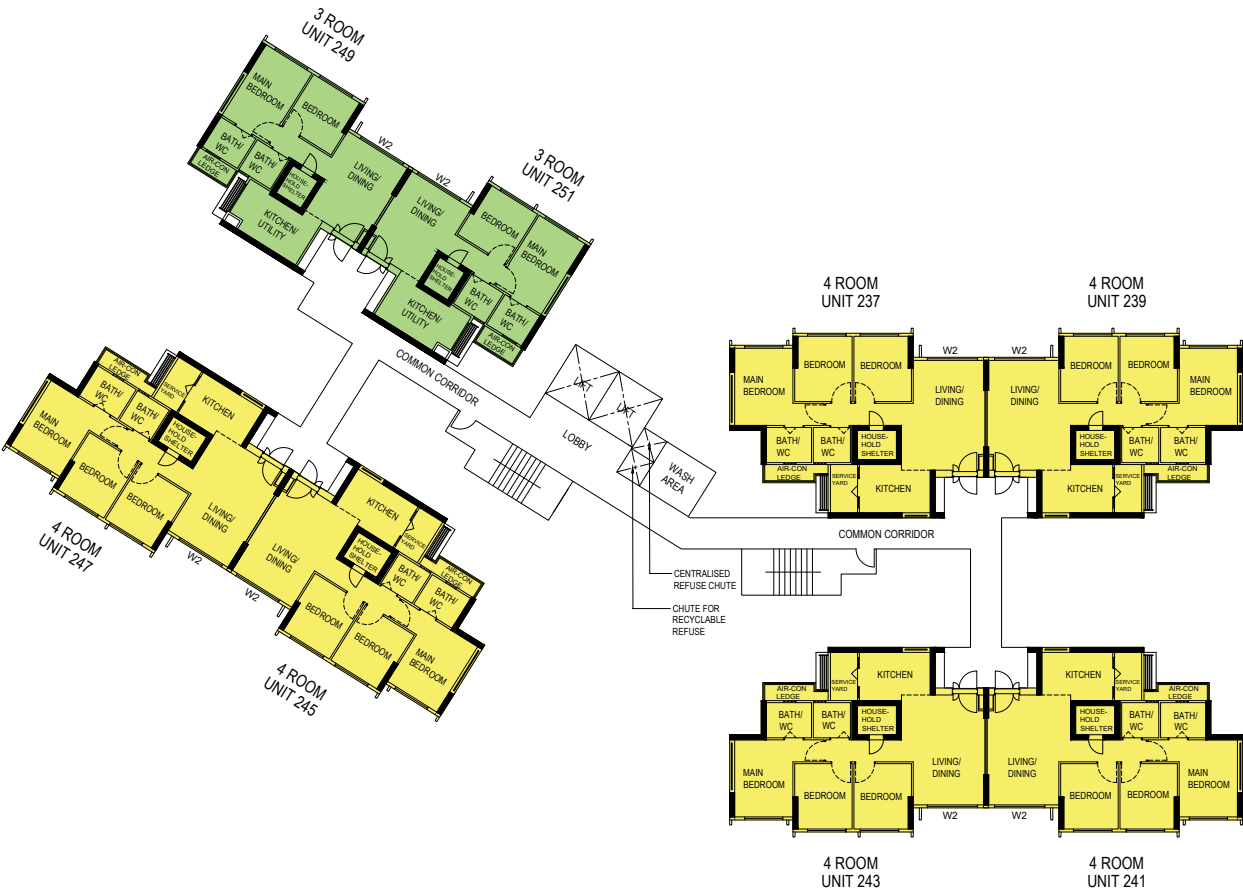 3 ROOM
UNIT 249
MAIN
BEDROOM
BEDROOM
BATH/
WC
BATH/
WC
AIR-CON
LEDGE
HOUSE-
HOLD
SHELTER
LIVING/
DINING
KITCHEN/
UTILITY
W2
W2
3 ROOM
UNIT 251
LIVING/
DINING
BEDROOM
MAIN
BEDROOM
HOUSE-
HOLD
SHELTER
BATH/
WC
BATH/
WC
KITCHEN/
UTILITY
AIR-CON
LEDGE
COMMON CORRIDOR
LIFT
LIFT
LOBBY
WASH
AREA
CENTRALISED
REFUSE CHUTE
CHUTE FOR
RECYCLABLE
REFUSE
COMMON CORRIDOR
4 ROOM
UNIT 237
W2
BEDROOM
BEDROOM
MAIN
BEDROOM
LIVING/
DINING
BATH/
WC
BATH/
WC
HOUSE-
HOLD
SHELTER
AIR-CON
LEDGE
SERVICE
YARD
KITCHEN
4 ROOM
UNIT 239
W2
BEDROOM
BEDROOM
MAIN
BEDROOM
LIVING/
DINING
HOUSE-
HOLD
SHELTER
BATH/
WC
BATH/
WC
KITCHEN
SERVICE
YARD
AIR-CON
LEDGE
AIR-CON
LEDGE
SERVICE
YARD
KITCHEN
BATH/
WC
BATH/
WC
HOUSE-
HOLD
SHELTER
MAIN
BEDROOM
BEDROOM
BEDROOM
LIVING/
DINING
W2
4 ROOM
UNIT 247
KITCHEN
SERVICE
YARD
AIR-CON
LEDGE
HOUSE-
HOLD
SHELTER
BATH/
WC
BATH/
WC
LIVING/
DINING
BEDROOM
BEDROOM
MAIN
BEDROOM
W2
4 ROOM
UNIT 245
KITCHEN
SERVICE
YARD
AIR-CON
LEDGE
BATH/
WC
BATH/
WC
HOUSE-
HOLD
SHELTER
MAIN
BEDROOM
BEDROOM
BEDROOM
LIVING/
DINING
W2
4 ROOM
UNIT 243
KITCHEN
SERVICE
YARD
AIR-CON
LEDGE
HOUSE-
HOLD
SHELTER
BATH/
WC
BATH/
WC
LIVING/
DINING
BEDROOM
BEDROOM
MAIN
BEDROOM
W2
4 ROOM
UNIT 241